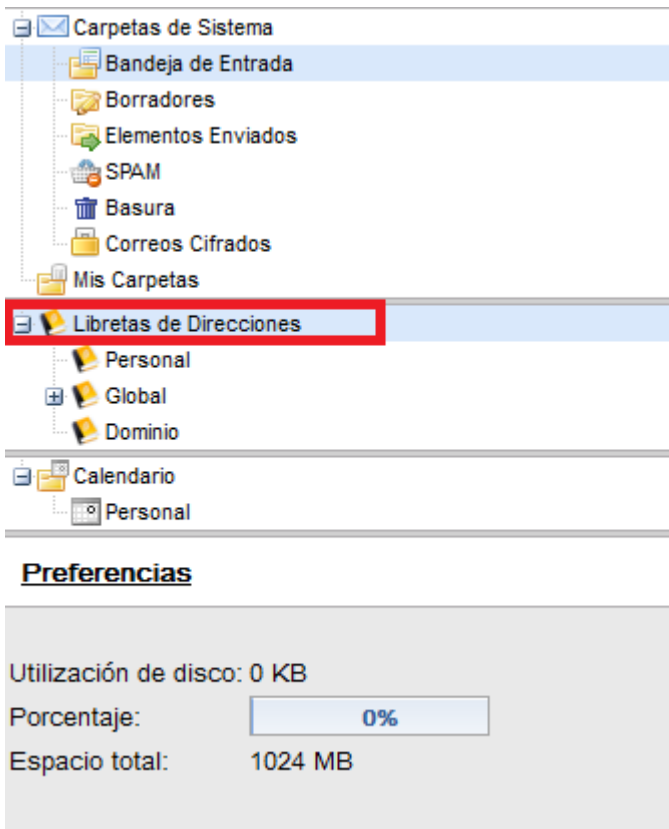 Carpetas de Sistema
Bandeja de Entrada
Borradores
Elementos Enviados
SPAM
Basura
Correos Cifrados
Mis Carpetas
Libretas de Direcciones
Personal
Global
Dominio
Calendario
Personal
Preferencias
Utilización de disco: 0 KB
Porcentaje: 0%
Espacio total: 1024 MB